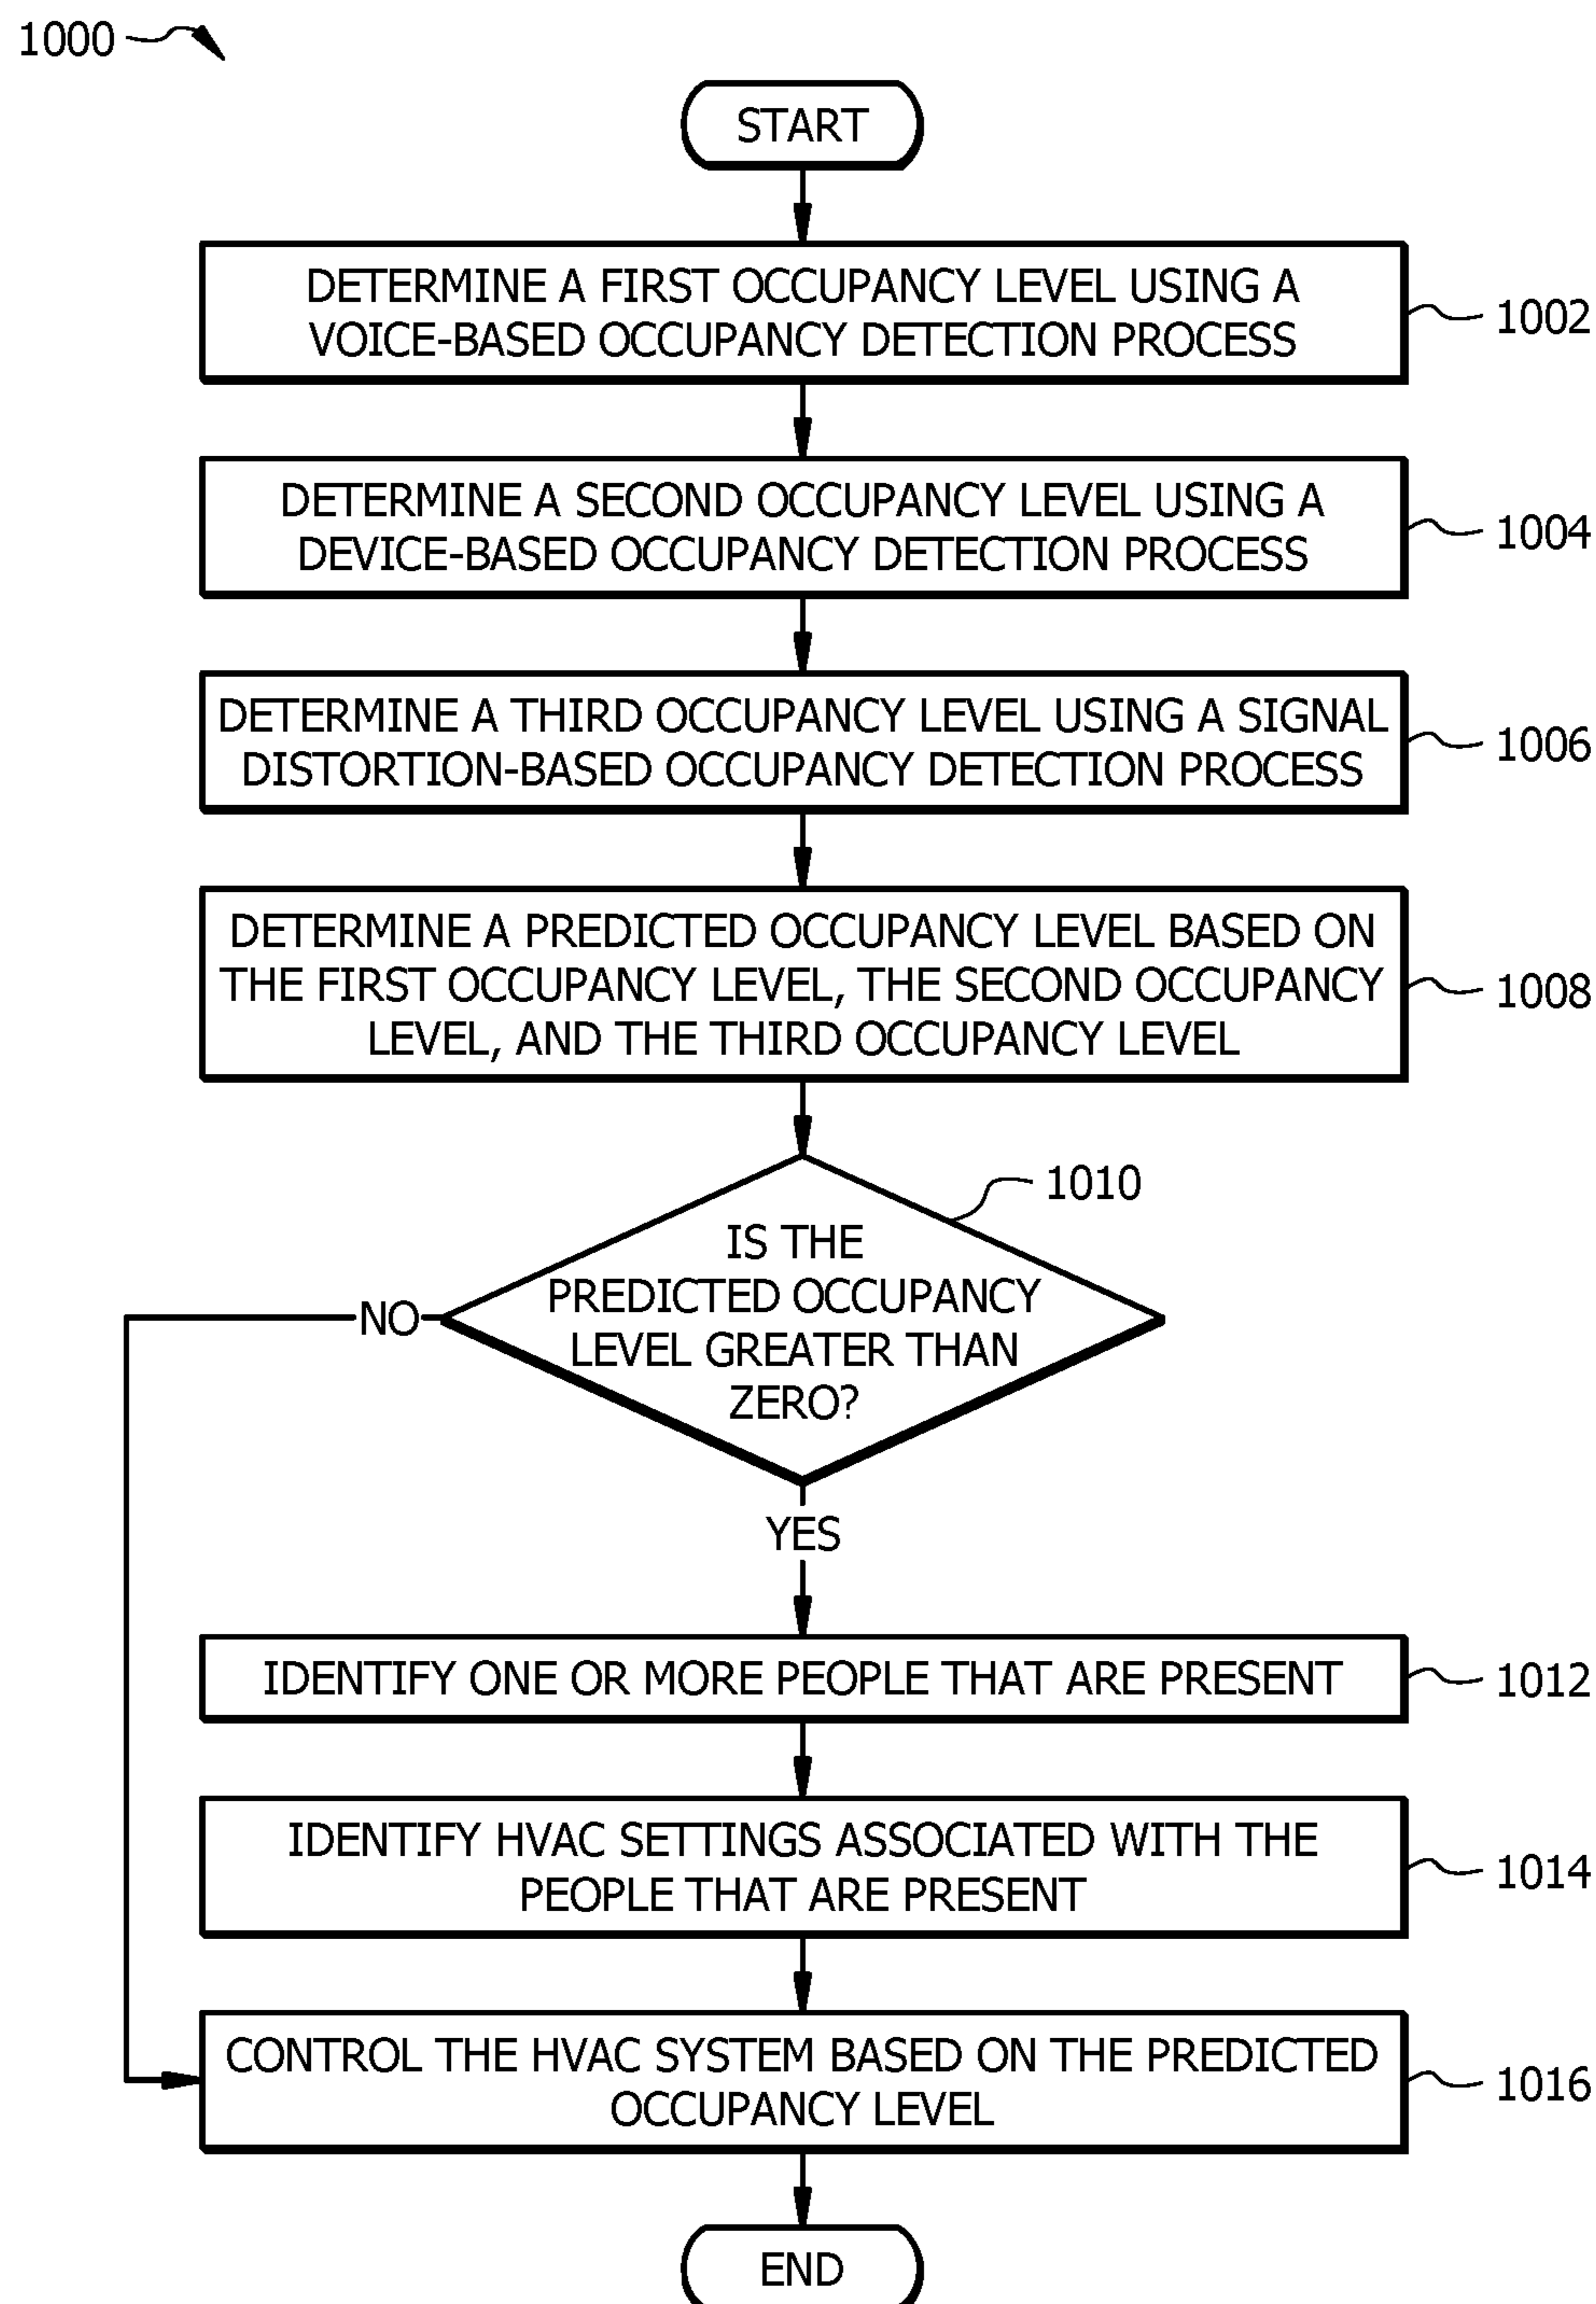 1000
START
DETERMINE A FIRST OCCUPANCY LEVEL USING A
VOICE-BASED OCCUPANCY DETECTION PROCESS
1002
DETERMINE A SECOND OCCUPANCY LEVEL USING A
DEVICE-BASED OCCUPANCY DETECTION PROCESS
1004
DETERMINE A THIRD OCCUPANCY LEVEL USING A SIGNAL
DISTORTION-BASED OCCUPANCY DETECTION PROCESS
1006
DETERMINE A PREDICTED OCCUPANCY LEVEL BASED ON
THE FIRST OCCUPANCY LEVEL, THE SECOND OCCUPANCY
LEVEL, AND THE THIRD OCCUPANCY LEVEL
1008
1010
IS THE
PREDICTED OCCUPANCY
LEVEL GREATER THAN
ZERO?
NO
YES
IDENTIFY ONE OR MORE PEOPLE THAT ARE PRESENT
1012
IDENTIFY HVAC SETTINGS ASSOCIATED WITH THE
PEOPLE THAT ARE PRESENT
1014
CONTROL THE HVAC SYSTEM BASED ON THE PREDICTED
OCCUPANCY LEVEL
1016
END